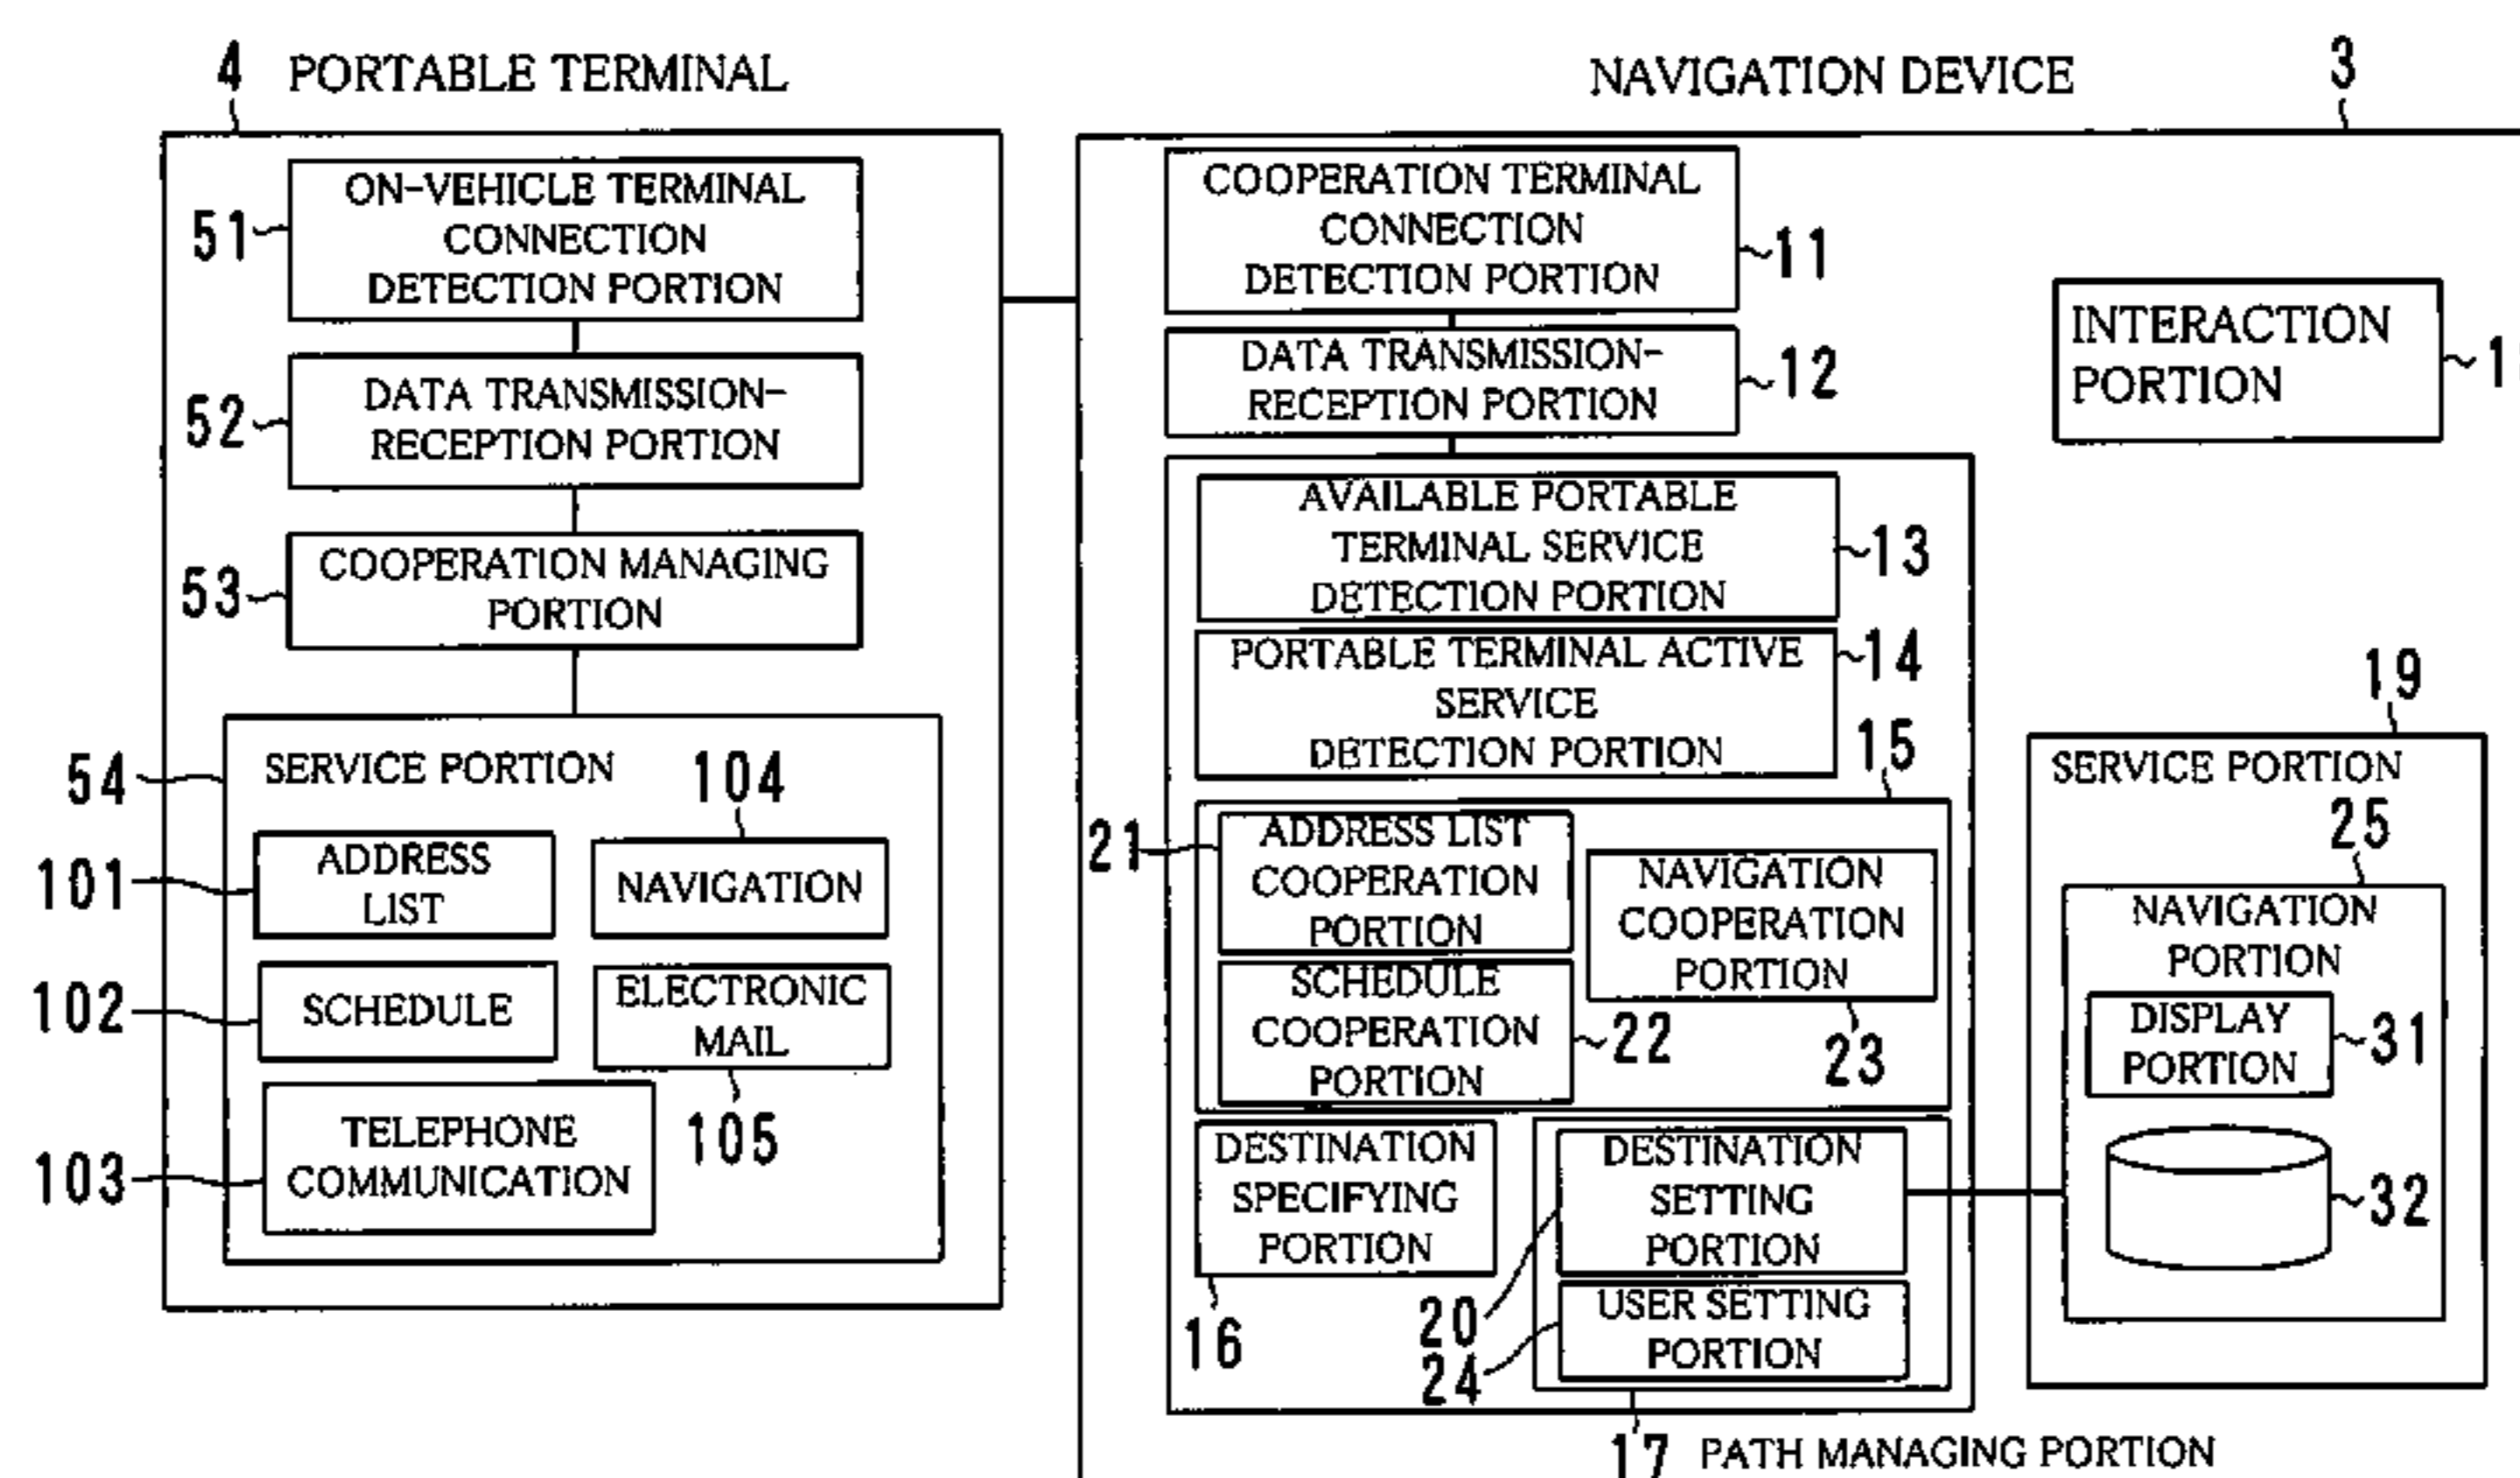 4 PORTABLE TERMINAL
51
ON-VEHICLE TERMINAL
CONNECTION
DETECTION PORTION
52
DATA TRANSMISSION-
RECEPTION PORTION
53
COOPERATION MANAGING
PORTION
54
SERVICE PORTION
104
101
ADDRESS
LIST
NAVIGATION
102
SCHEDULE
ELECTRONIC
MAIL
105
103
TELEPHONE
COMMUNICATION
NAVIGATION DEVICE
3
COOPERATION TERMINAL
CONNECTION
DETECTION PORTION
11
DATA TRANSMISSION-
RECEPTION PORTION
12
INTERACTION
PORTION
AVAILABLE PORTABLE
TERMINAL SERVICE
DETECTION PORTION
13
PORTABLE TERMINAL ACTIVE
SERVICE
DETECTION PORTION
14
15
21
ADDRESS LIST
COOPERATION
PORTION
NAVIGATION
COOPERATION
PORTION
23
SCHEDULE
COOPERATION
PORTION
22
DESTINATION
SPECIFYING
PORTION
16
DESTINATION
SETTING
PORTION
20
USER SETTING
PORTION
24
17 PATH MANAGING PORTION
19
SERVICE PORTION
25
NAVIGATION
PORTION
DISPLAY
PORTION
31
32